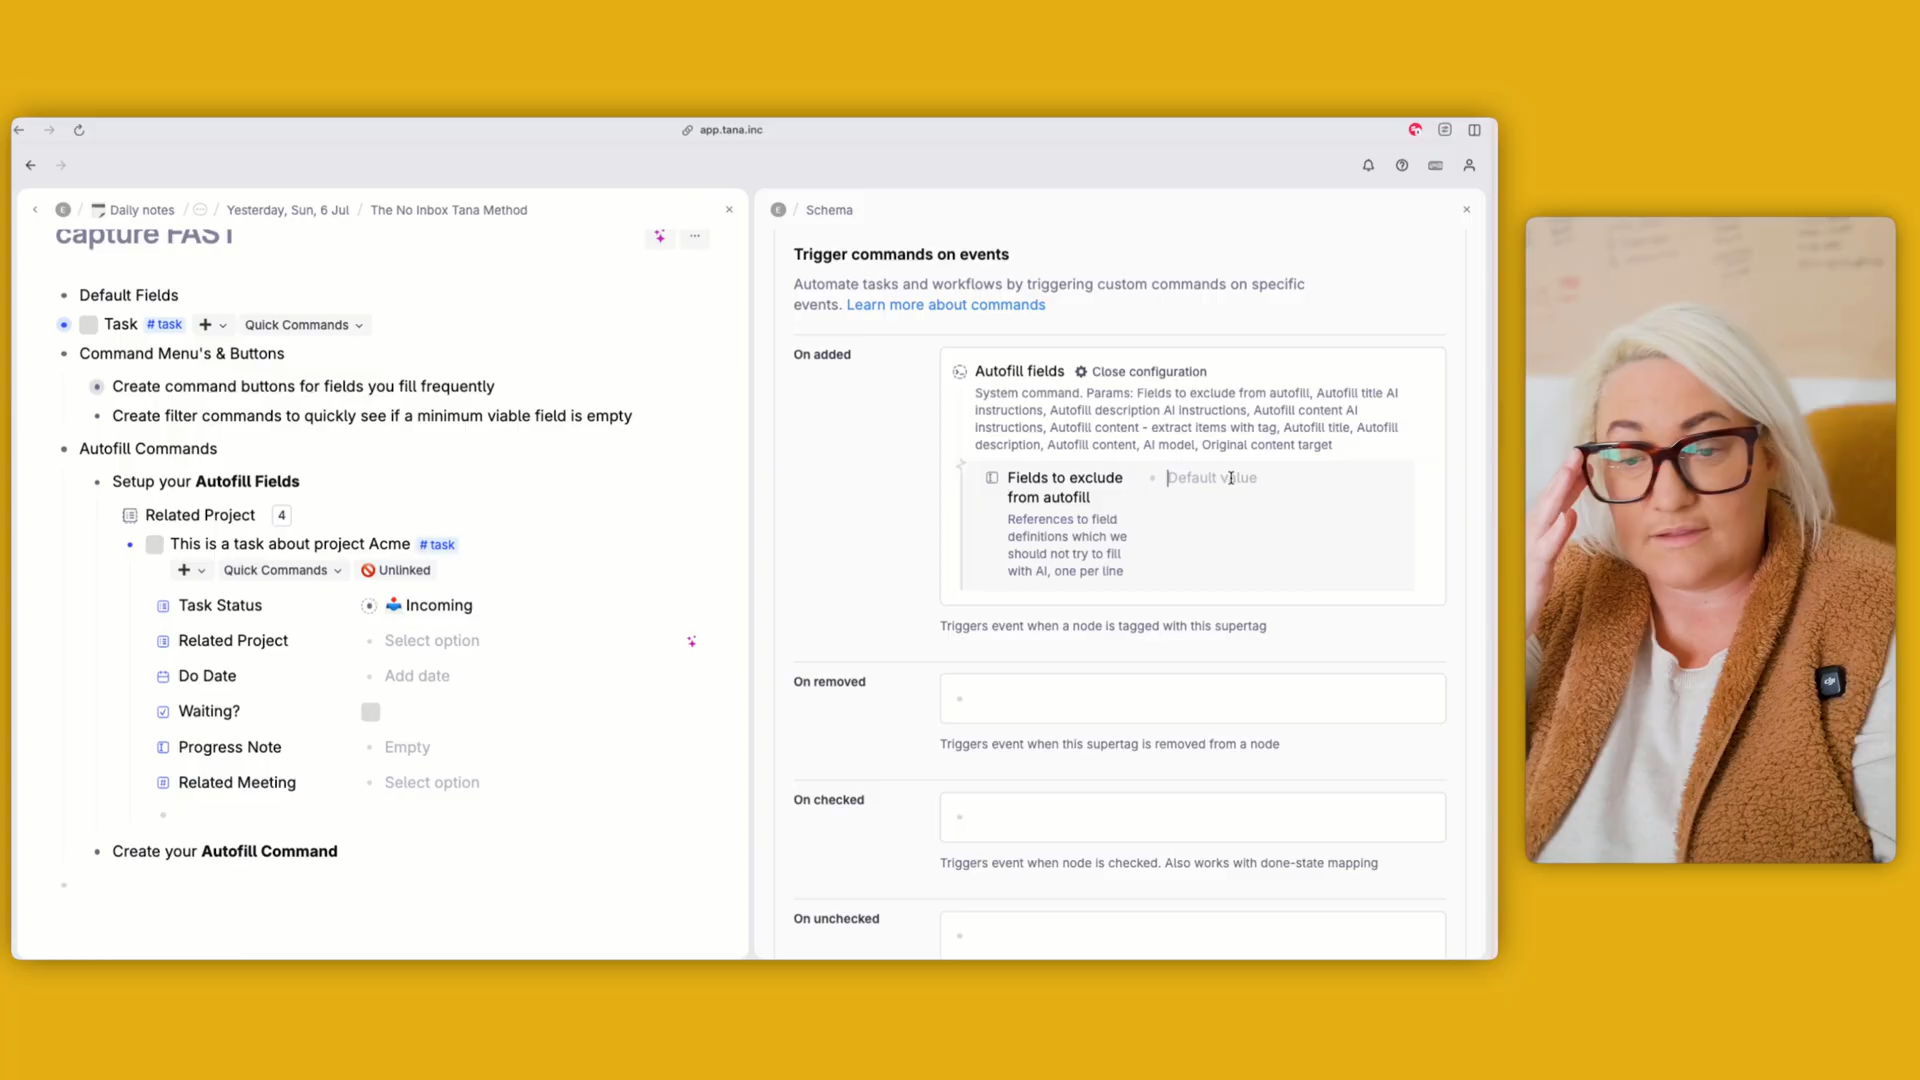 app.tana.inc
Daily notes / Yesterday, Sun, 6 Jul / The No Inbox Tana Method
capture FAST
Default Fields
Task # task Quick Commands
Command Menu's & Buttons
Create command buttons for fields you fill frequently
Create filter commands to quickly see if a minimum viable field is empty
Autofill Commands
Setup your Autofill Fields
Related Project 4
This is a task about project Acme # task
Quick Commands Unlinked
Task Status Incoming
Related Project Select option
Do Date Add date
Waiting?
Progress Note Empty
Related Meeting Select option
Create your Autofill Command
E / Schema
Trigger commands on events
Automate tasks and workflows by triggering custom commands on specific
events. Learn more about commands
On added
Autofill fields Close configuration
System command. Params: Fields to exclude from autofill, Autofill title AI
instructions, Autofill description AI instructions, Autofill content AI
instructions, Autofill content - extract items with tag, Autofill title, Autofill
description, Autofill content, AI model, Original content target
Fields to exclude
from autofill
Default value
References to field
definitions which we
should not try to fill
with AI, one per line
Triggers event when a node is tagged with this supertag
On removed
Triggers event when this supertag is removed from a node
On checked
Triggers event when node is checked. Also works with done-state mapping
On unchecked